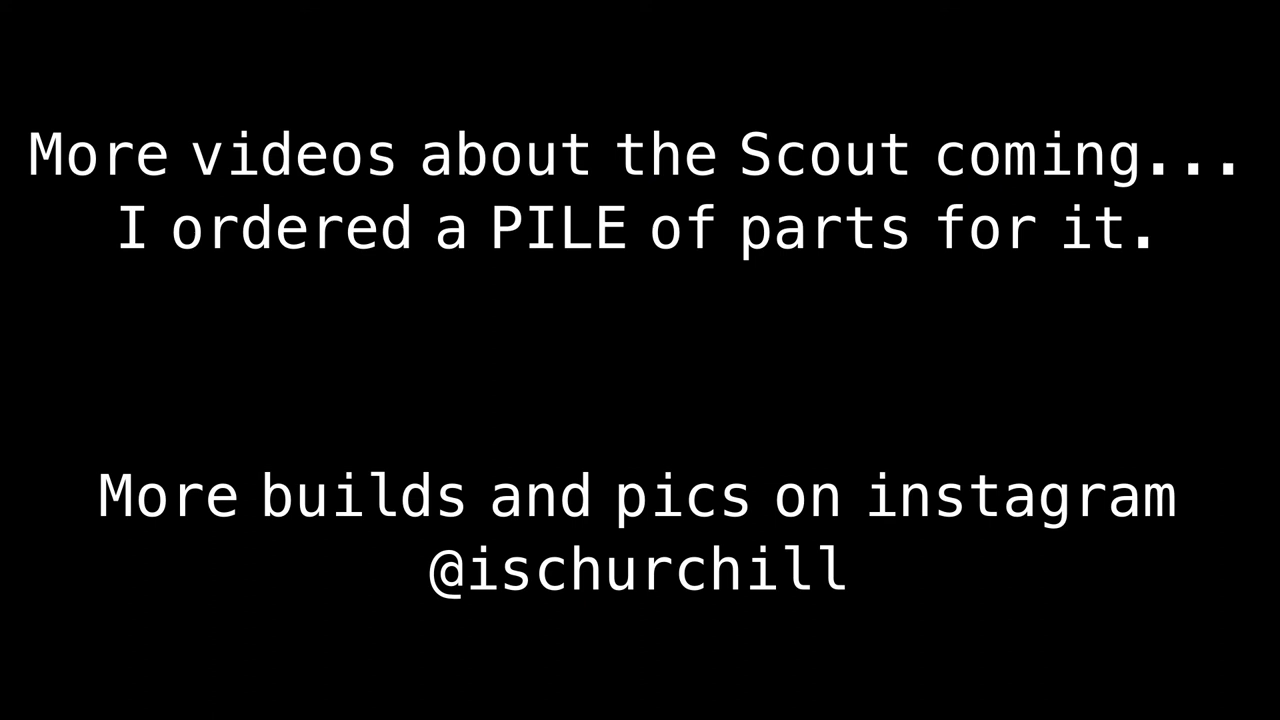 More videos about the Scout coming...
I ordered a PILE of parts for it.
More builds and pics on instagram
@ischurchill